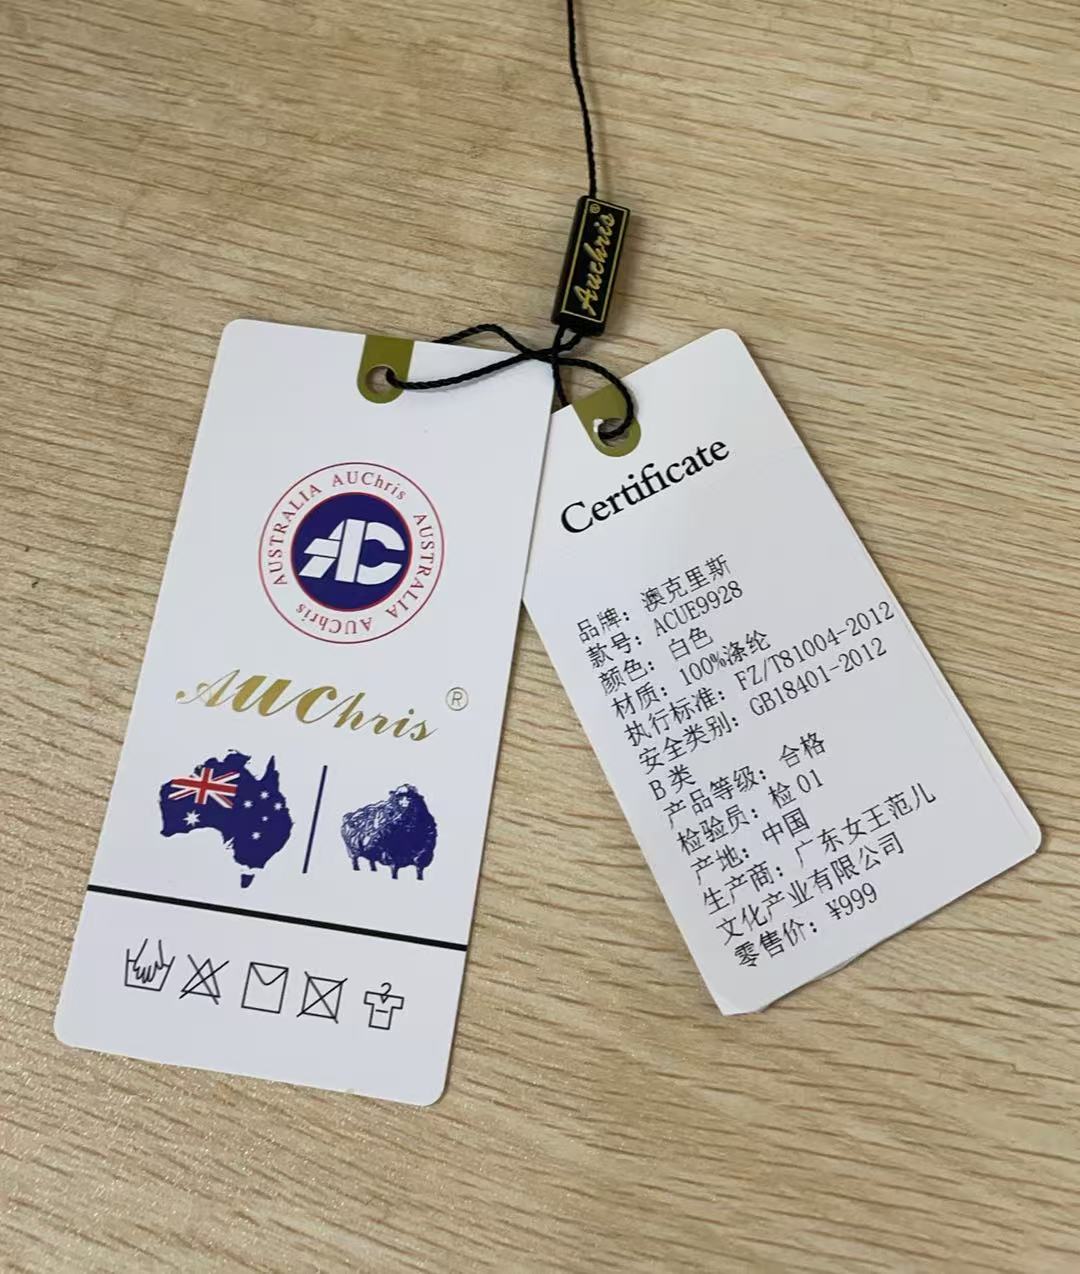 Auchris®
AUSTRALIA AUChris
AUSTRALIA AUChris
AC
AUChris®
Certificate
品牌：澳克里斯
款号：ACUE9928
颜色：白色
材质：100%涤纶
执行标准：FZ/T81004-2012
安全类别：GB18401-2012
B类
产品等级：合格
检验员：检01
产地：中国
生产商：广东女王范儿
文化产业有限公司
零售价：¥999